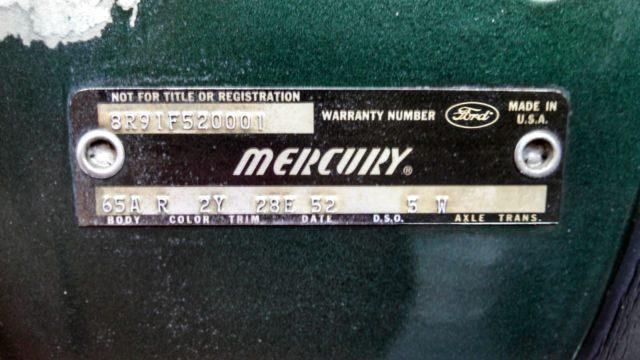 NOT FOR TITLE OR REGISTRATION
8R91F520001 WARRANTY NUMBER Ford MADE IN U.S.A.
MERCURY®
65A R 2Y 28E 52 5 W
BODY COLOR TRIM DATE D.S.O. AXLE TRANS.